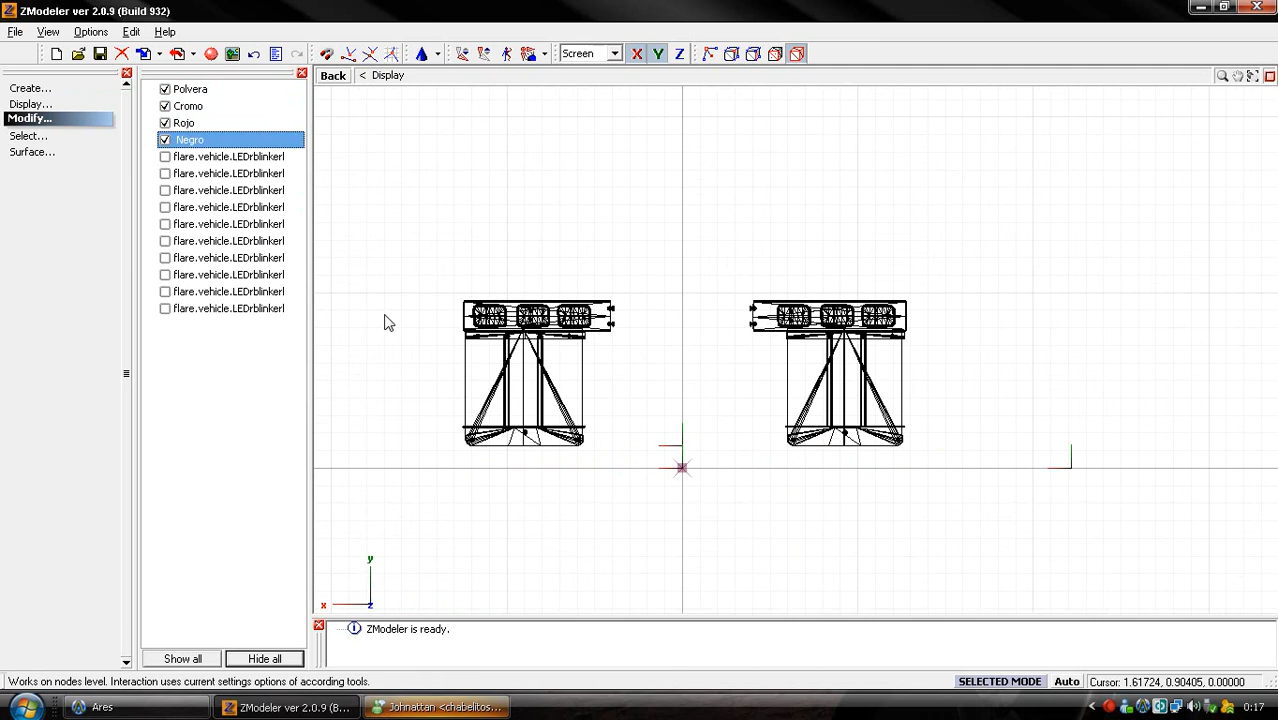 ZModeler ver 2.0.9 (Build 932)
File View Options Edit Help
Screen X Y Z
Create...
Display...
Modify...
Select...
Surface...
Polvera
Cromo
Rojo
Negro
flare.vehicle.LEDrblinkerl
flare.vehicle.LEDrblinkerl
flare.vehicle.LEDrblinkerl
flare.vehicle.LEDrblinkerl
flare.vehicle.LEDrblinkerl
flare.vehicle.LEDrblinkerl
flare.vehicle.LEDrblinkerl
flare.vehicle.LEDrblinkerl
flare.vehicle.LEDrblinkerl
flare.vehicle.LEDrblinkerl
Show all Hide all
Back < Display
y
x z
ZModeler is ready.
Works on nodes level. Interaction uses current settings options of according tools.
SELECTED MODE Auto Cursor: 1.61724, 0.90405, 0.00000
Ares ZModeler ver 2.0.9 (B... Johnattan <chabelitos... 0:17